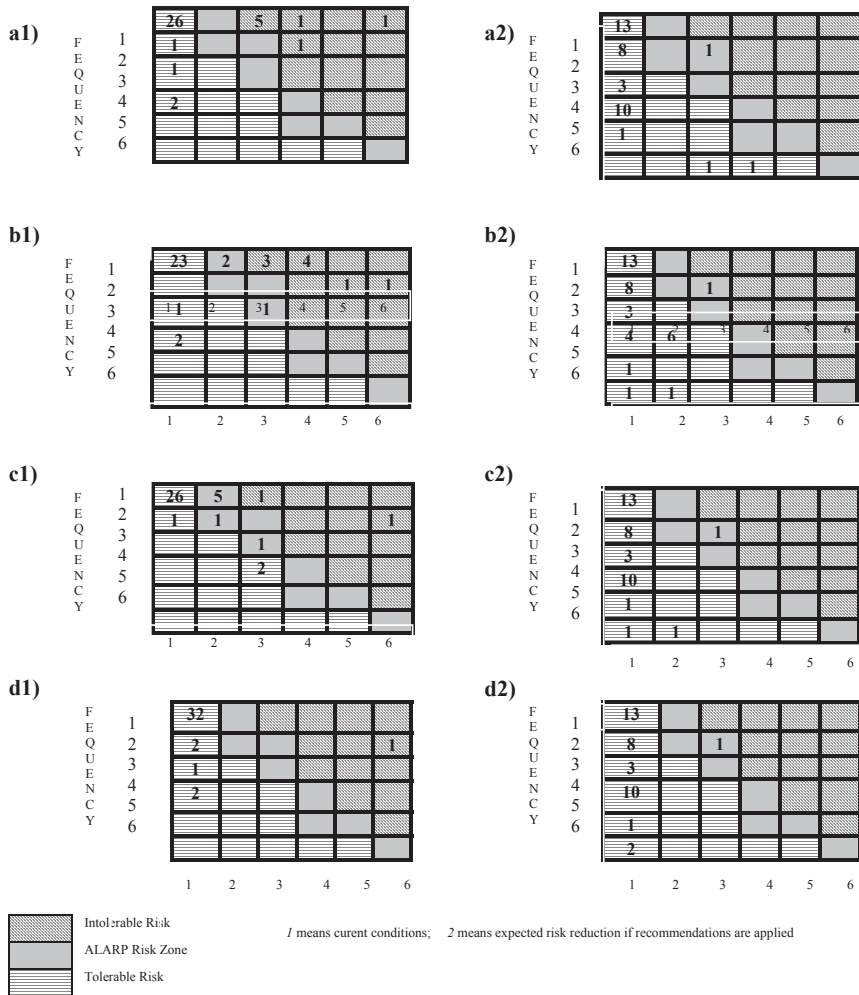 a1)
F E Q U E N C Y
1 2 3 4 5 6
26 5 1 1
1 1
1
2
a2)
F E Q U E N C Y
1 2 3 4 5 6
13
8 1
3
10
1
1 1
b1)
F E Q U E N C Y
1 2 3 4 5 6
23 2 3 4
1 1
1 1 2 3 1 4 5 6
2
1 2 3 4 5 6
b2)
F E Q U E N C Y
1 2 3 4 5 6
13
8 1
3
1 2 3 4 5 6
4 6
1
1 1
1 2 3 4 5 6
c1)
F E Q U E N C Y
1 2 3 4 5 6
26 5 1
1 1 1
1
2
1 2 3 4 5 6
c2)
F E Q U E N C Y
1 2 3 4 5 6
13
8 1
3
10
1
1 1
1 2 3 4 5 6
d1)
F E Q U E N C Y
1 2 3 4 5 6
32
2 1
1
2
1 2 3 4 5 6
d2)
F E Q U E N C Y
1 2 3 4 5 6
13
8 1
3
10
1
2
1 2 3 4 5 6
Intolerable Risk
ALARP Risk Zone
Tolerable Risk
1 means curent conditions; 2 means expected risk reduction if recommendations are applied